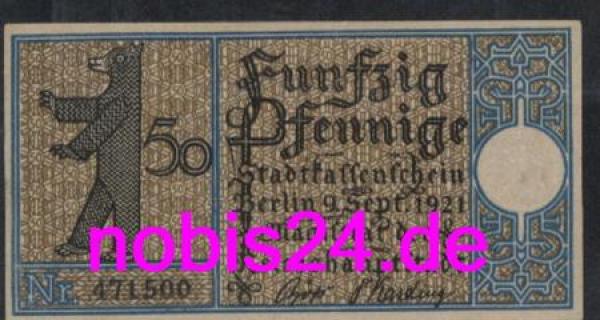 50
Funfzig
Pfennige
Stadtkassenschein
Berlin 9. Sept. 1921
nobis24.de
Nr. 471500